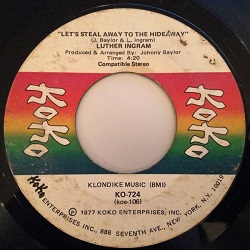 "LET'S STEAL AWAY TO THE HIDEAWAY"
(J. Baylor & L. Ingram)
LUTHER INGRAM
Produced & Arranged By: Johnny Baylor
Time: 4:20
Compatible Stereo
KOKO
KOKO
KLONDIKE MUSIC (BMI)
KO-724
(koa-106)
KoKo
© 1977 KOKO ENTERPRISES, INC.
KOKO ENTERPRISES, INC., 888 SEVENTH AVE., NEW YORK, N.Y. 10019